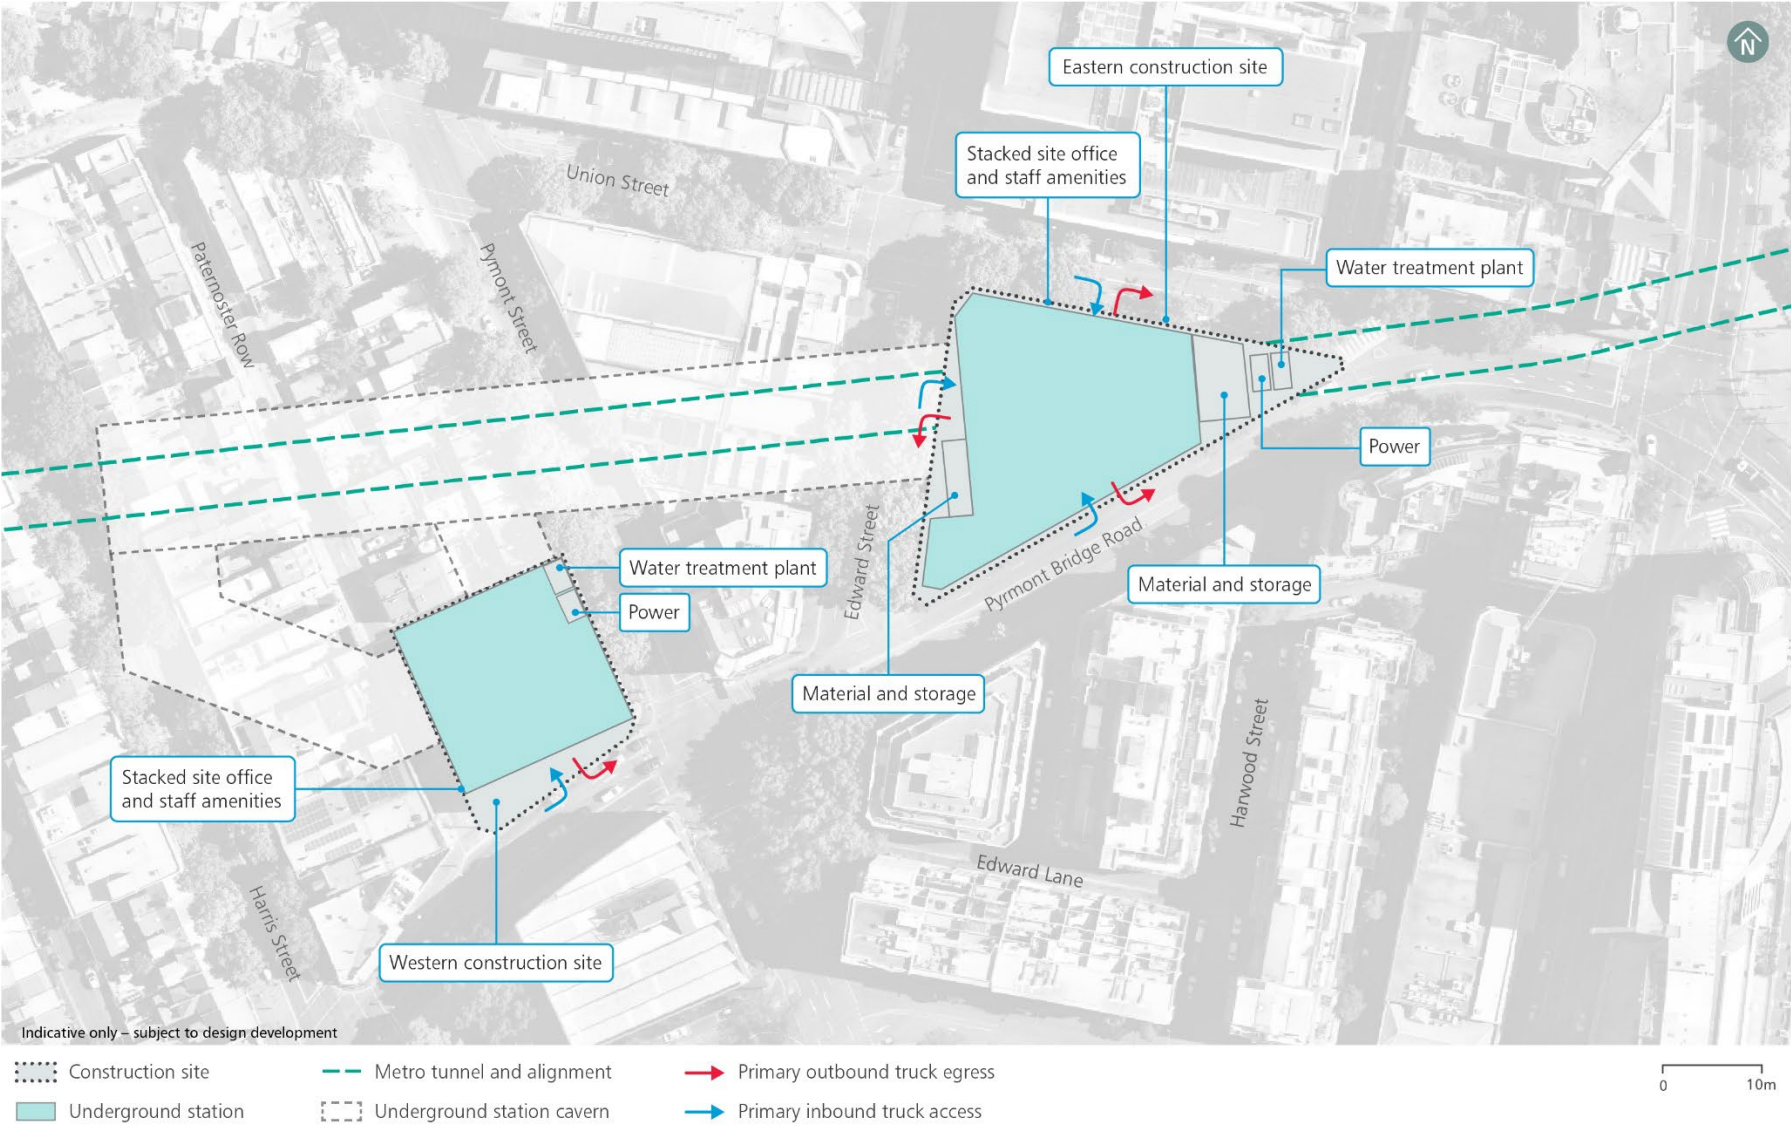 N
Eastern construction site
Stacked site office
and staff amenities
Union Street
Water treatment plant
Paternoster Row
Pymont Street
Power
Edward Street
Pyrmont Bridge Road
Water treatment plant
Material and storage
Power
Material and storage
Harwood Street
Stacked site office
and staff amenities
Edward Lane
Harris Street
Western construction site
Indicative only – subject to design development
Construction site
Metro tunnel and alignment
Primary outbound truck egress
0 10m
Underground station
Underground station cavern
Primary inbound truck access